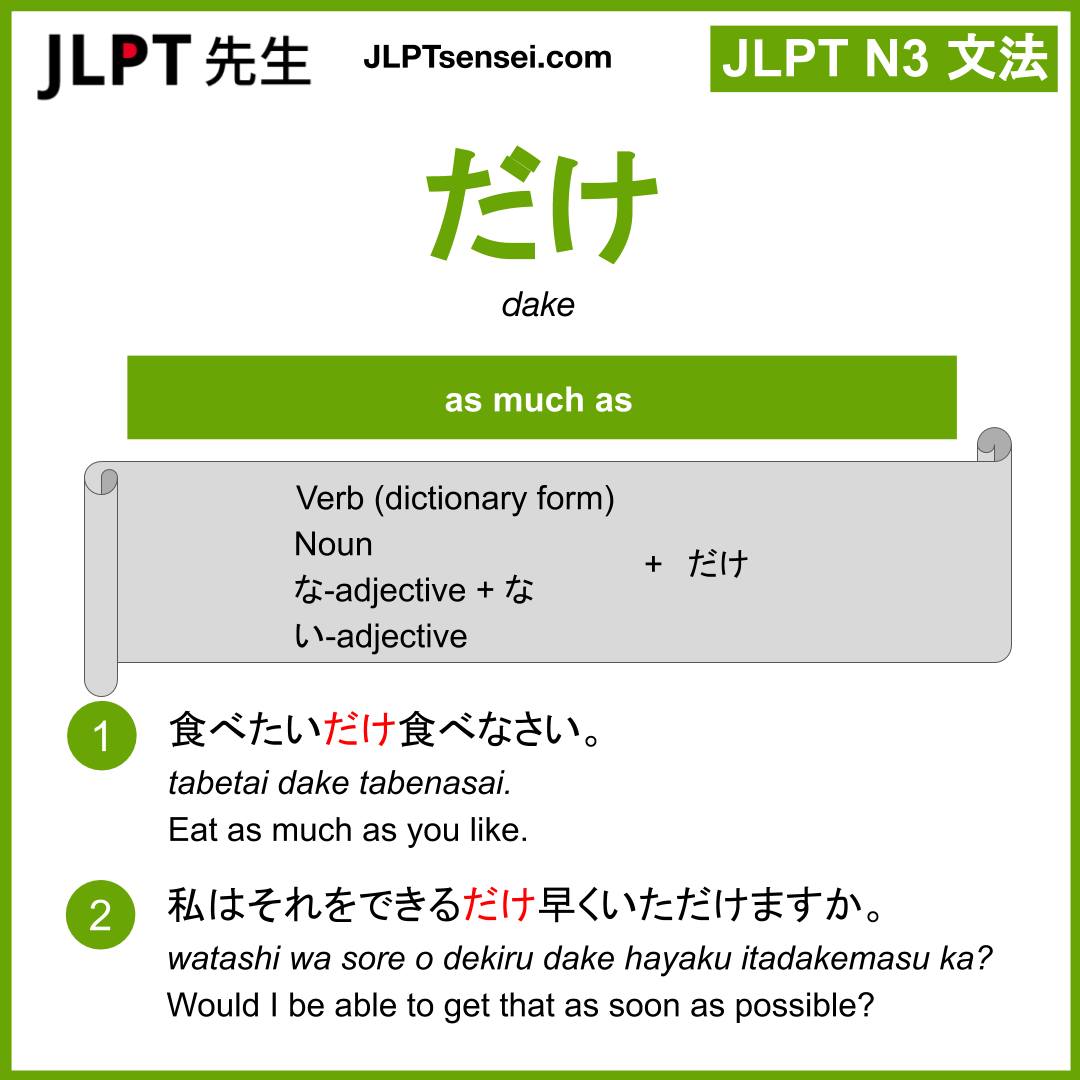 JLPT 先生
JLPTsensei.com
JLPT N3 文法
だけ
dake
as much as
Verb (dictionary form)
Noun
な-adjective + な
い-adjective
+ だけ
1
食べたいだけ食べなさい。
tabetai dake tabenasai.
Eat as much as you like.
2
私はそれをできるだけ早くいただけますか。
watashi wa sore o dekiru dake hayaku itadakemasu ka?
Would I be able to get that as soon as possible?